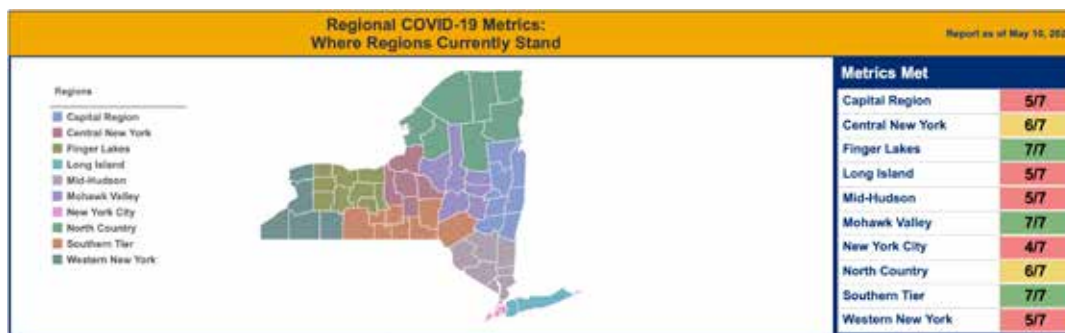 Regional COVID-19 Metrics:
Where Regions Currently Stand
Report as of May 10,
Regions
Capital Region
Central New York
Finger Lakes
Long Island
Mid-Hudson
Mohawk Valley
New York City
North Country
Southern Tier
Western New York
Metrics Met
Capital Region 5/7
Central New York 6/7
Finger Lakes 7/7
Long Island 5/7
Mid-Hudson 5/7
Mohawk Valley 7/7
New York City 4/7
North Country 6/7
Southern Tier 7/7
Western New York 5/7